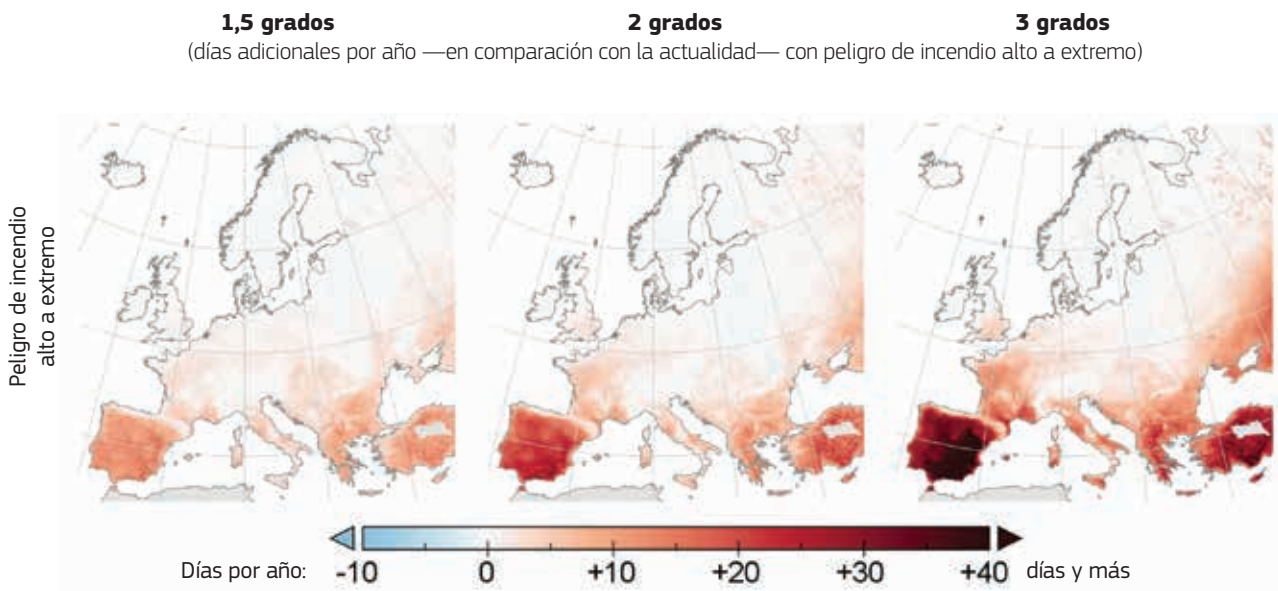 1,5 grados 2 grados 3 grados
(días adicionales por año —en comparación con la actualidad— con peligro de incendio alto a extremo)
Peligro de incendio
alto a extremo
Días por año: -10 0 +10 +20 +30 +40 días y más